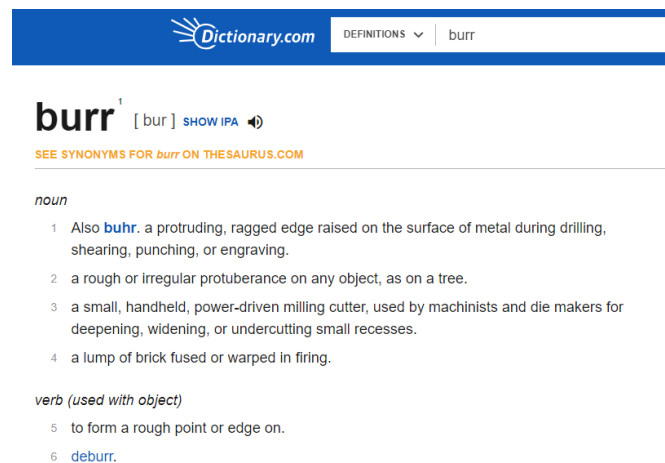 Dictionary.com DEFINITIONS burr
burr1 [ bur ] SHOW IPA
SEE SYNONYMS FOR burr ON THESAURUS.COM
noun
1 Also buhr. a protruding, ragged edge raised on the surface of metal during drilling,
shearing, punching, or engraving.
2 a rough or irregular protuberance on any object, as on a tree.
3 a small, handheld, power-driven milling cutter, used by machinists and die makers for
deepening, widening, or undercutting small recesses.
4 a lump of brick fused or warped in firing.
verb (used with object)
5 to form a rough point or edge on.
6 deburr.